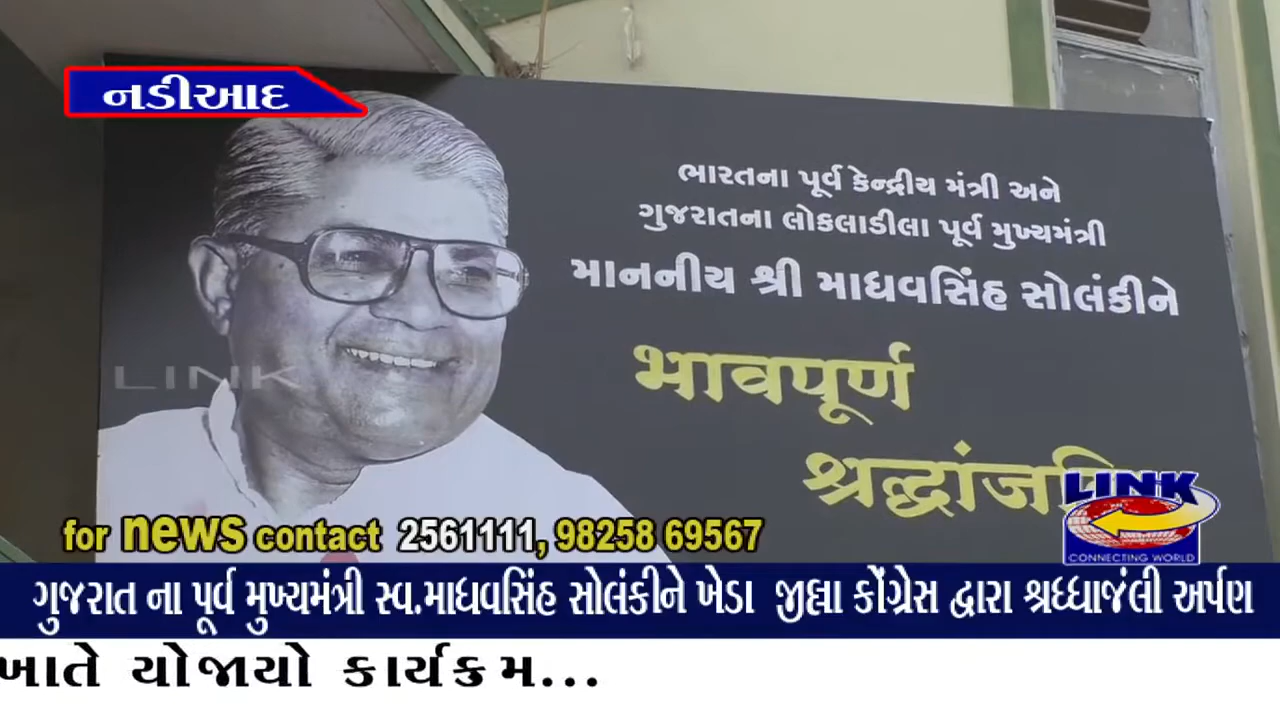 નડીઆદ
ભારતના પૂર્વ કેન્દ્રીય મંત્રી અને
ગુજરાતના લોકલાડીલા પૂર્વ મુખ્યમંત્રી
માનનીય શ્રી માધવસિંહ સોલંકીને
ભાવપૂર્ણ
LINK
LINK
CONNECTING WORLD
for news contact 2561111, 98258 69567
ગુજરાત ના પૂર્વ મુખ્યમંત્રી સ્વ.માધવસિંહ સોલંકીને ખેડા જીલ્લા કોંગ્રેસ દ્વારા શ્રધ્ધાજંલી અર્પણ
ખાતે યોજાયો કાર્યક્રમ...